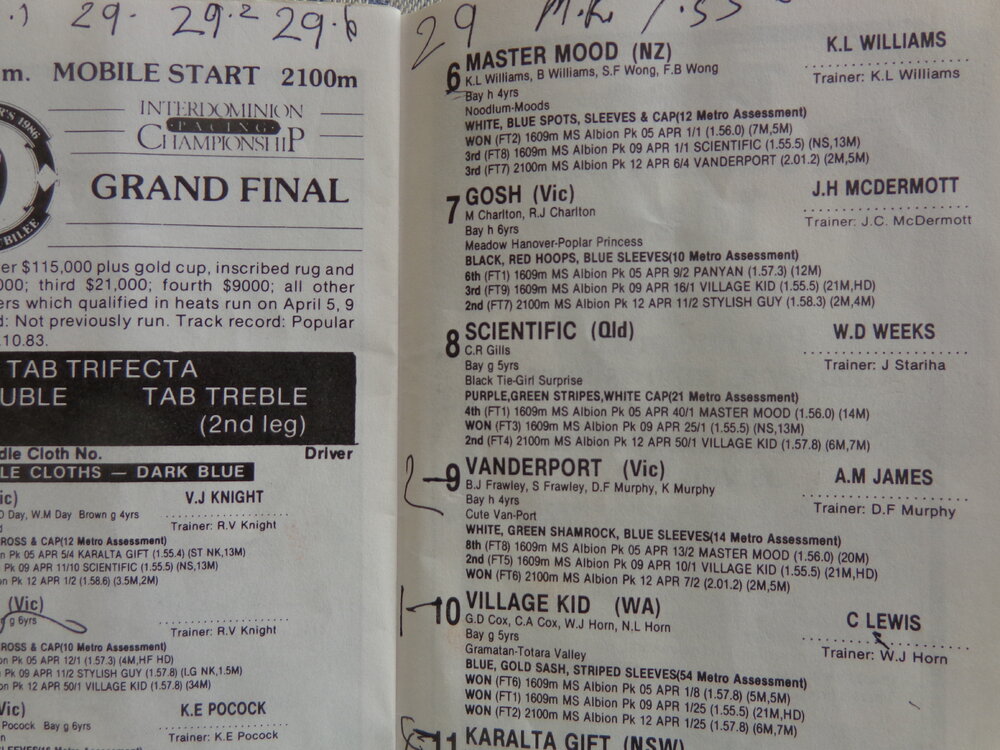 29- 29.2 29.6
m. MOBILE START 2100m
INTERDOMINION
PACING
CHAMPIONSHIP
1986
GRAND FINAL
er $115,000 plus gold cup, inscribed rug and
000; third $21,000; fourth $9000; all other
ers which qualified in heats run on April 5, 9
d: Not previously run. Track record: Popular
.10.83.
TAB TRIFECTA
UBLE TAB TREBLE
(2nd leg)
dle Cloth No. Driver
LE CLOTHS — DARK BLUE
ic) V.J KNIGHT
D Day, W.M Day Brown g 4yrs
Trainer: R.V Knight
ROSS & CAP(12 Metro Assessment)
n Pk 05 APR 5/4 KARALTA GIFT (1.55.4) (ST NK,13M)
Pk 09 APR 11/10 SCIENTIFIC (1.55.5) (NS,13M)
n Pk 12 APR 1/2 (1.58.6) (3.5M,2M)
(Vic)
g 6yrs
Trainer: R.V Knight
ROSS & CAP(10 Metro Assessment)
on Pk 05 APR 12/1 (1.57.3) (4M,HF HD)
n Pk 09 APR 11/2 STYLISH GUY (1.57.8) (LG NK,1.5M)
on Pk 12 APR 50/1 VILLAGE KID (1.57.8) (34M)
Vic) K.E POCOCK
Pocock Bay g 6yrs
Trainer: K.E Pocock
29
6 MASTER MOOD (NZ) K.L WILLIAMS
K.L Williams, B Williams, S.F Wong, F.B Wong
Trainer: K.L Williams
Bay h 4yrs
Noodlum-Moods
WHITE, BLUE SPOTS, SLEEVES & CAP(12 Metro Assessment)
WON (FT2) 1609m MS Albion Pk 05 APR 1/1 (1.56.0) (7M,5M)
3rd (FT8) 1609m MS Albion Pk 09 APR 1/1 SCIENTIFIC (1.55.5) (NS,13M)
3rd (FT7) 2100m MS Albion Pk 12 APR 6/4 VANDERPORT (2.01.2) (2M,5M)
7 GOSH (Vic) J.H MCDERMOTT
M Charlton, R.J Charlton
Trainer: J.C. McDermott
Bay h 6yrs
Meadow Hanover-Poplar Princess
BLACK, RED HOOPS, BLUE SLEEVES(10 Metro Assessment)
6th (FT1) 1609m MS Albion Pk 05 APR 9/2 PANYAN (1.57.3) (12M)
3rd (FT9) 1609m MS Albion Pk 09 APR 16/1 VILLAGE KID (1.55.5) (21M,HD)
2nd (FT7) 2100m MS Albion Pk 12 APR 11/2 STYLISH GUY (1.58.3) (2M,4M)
8 SCIENTIFIC (Qld) W.D WEEKS
C.R Gills
Trainer: J Stariha
Bay g 5yrs
Black Tie-Girl Surprise
PURPLE,GREEN STRIPES,WHITE CAP(21 Metro Assessment)
4th (FT1) 1609m MS Albion Pk 05 APR 40/1 MASTER MOOD (1.56.0) (14M)
WON (FT3) 1609m MS Albion Pk 09 APR 25/1 (1.55.5) (NS,13M)
2nd (FT4) 2100m MS Albion Pk 12 APR 50/1 VILLAGE KID (1.57.8) (6M,7M)
2 9 VANDERPORT (Vic) A.M JAMES
B.J Frawley, S Frawley, D.F Murphy, K Murphy
Trainer: D.F Murphy
Bay h 4yrs
Cute Van-Port
WHITE, GREEN SHAMROCK, BLUE SLEEVES(14 Metro Assessment)
8th (FT8) 1609m MS Albion Pk 05 APR 13/2 MASTER MOOD (1.56.0) (20M)
2nd (FT5) 1609m MS Albion Pk 09 APR 10/1 VILLAGE KID (1.55.5) (21M,HD)
WON (FT6) 2100m MS Albion Pk 12 APR 7/2 (2.01.2) (2M,5M)
1 10 VILLAGE KID (WA) C LEWIS
G.D Cox, C.A Cox, W.J Horn, N.L Horn
Trainer: W.J Horn
Bay g 5yrs
Gramatan-Totara Valley
BLUE, GOLD SASH, STRIPED SLEEVES(54 Metro Assessment)
WON (FT6) 1609m MS Albion Pk 05 APR 1/8 (1.57.8) (5M,5M)
WON (FT1) 1609m MS Albion Pk 09 APR 1/25 (1.55.5) (21M,HD)
WON (FT2) 2100m MS Albion Pk 12 APR 1/25 (1.57.8) (6M,7M)
11 KARALTA GIFT (NSW)